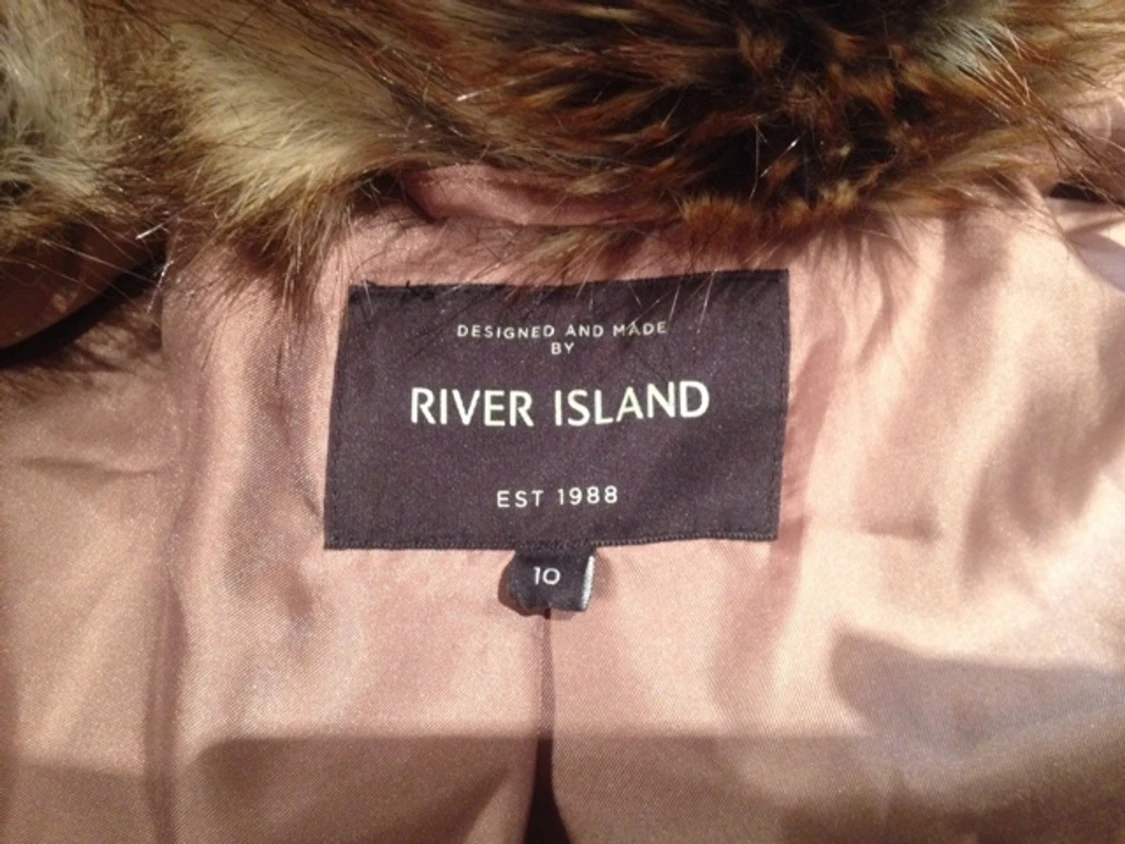 DESIGNED AND MADE
BY
RIVER ISLAND
EST 1988
10